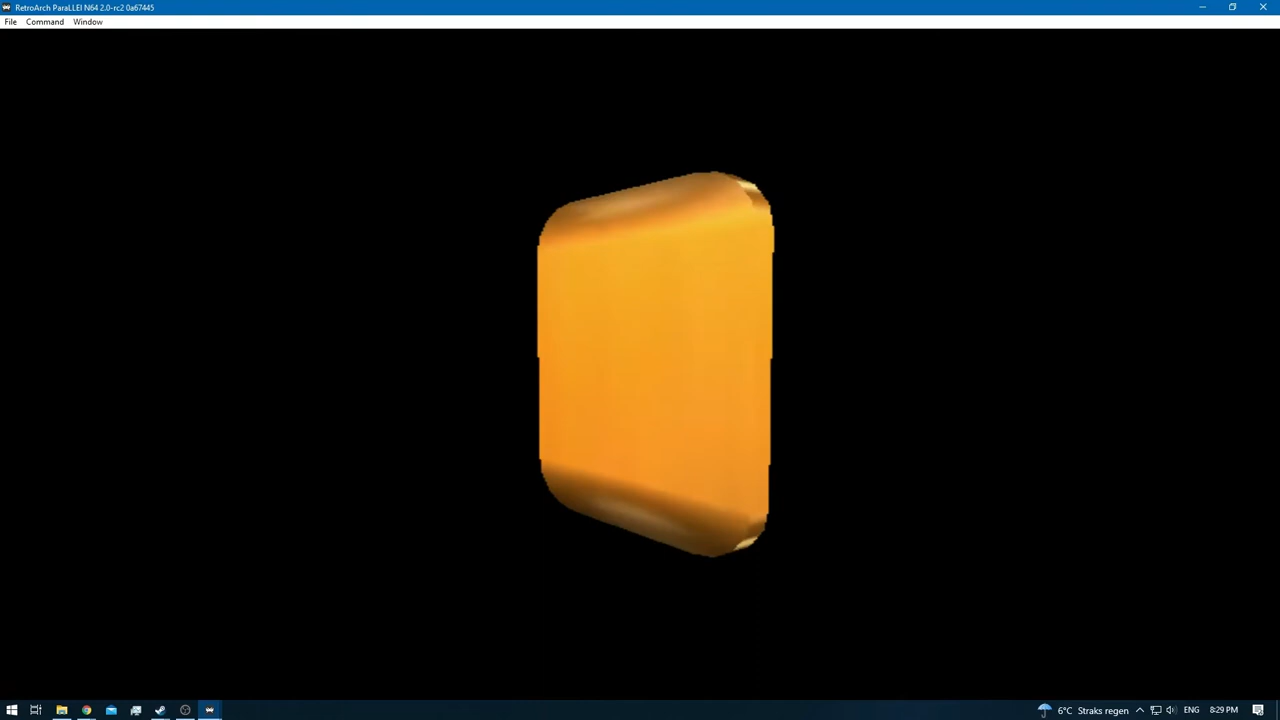 RetroArch ParaLLEl N64 2.0-rc2 0a67445
File Command Window
6°C Straks regen ENG 8:29 PM